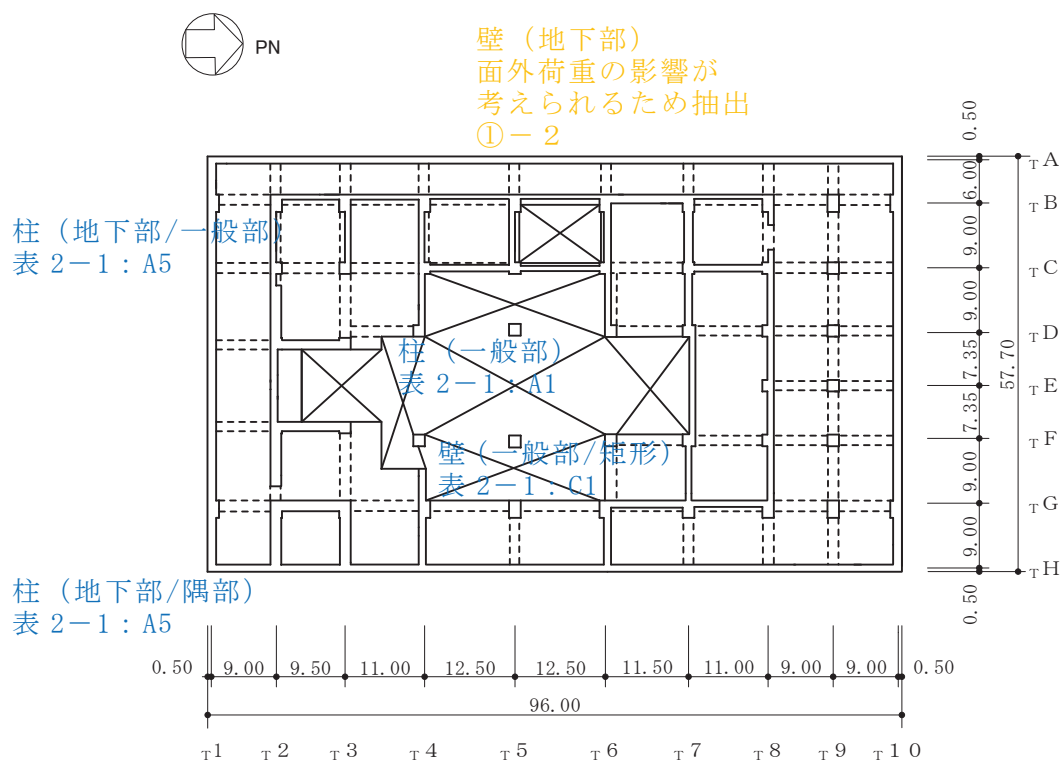 PN
壁（地下部）
面外荷重の影響が
考えられるため抽出
①－２
柱（地下部/一般部）
表 2－1：A5
柱（一般部）
表 2－1：A1
壁（一般部/矩形）
表 2－1：C1
柱（地下部/隅部）
表 2－1：A5
0.50
6.00
9.00
9.00
7.35
7.35
9.00
9.00
0.50
57.70
TA
TB
TC
TD
TE
TF
TG
TH
0.50 9.00 9.50 11.00 12.50 12.50 11.50 11.00 9.00 9.00 0.50
96.00
T1 T2 T3 T4 T5 T6 T7 T8 T9 T10